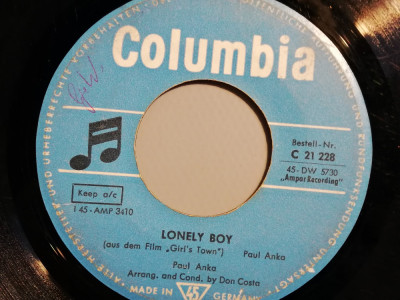 Columbia
Bestell-Nr.
C 21 228
45-DW 5730
„Ampar Recording"
Keep a/c
I 45 - AMP 3410
LONELY BOY
(aus dem Film „Girl's Town") Paul Anka
Paul Anka
Arrang. and Cond. by Don Costa
MADE IN 45 GERMANY